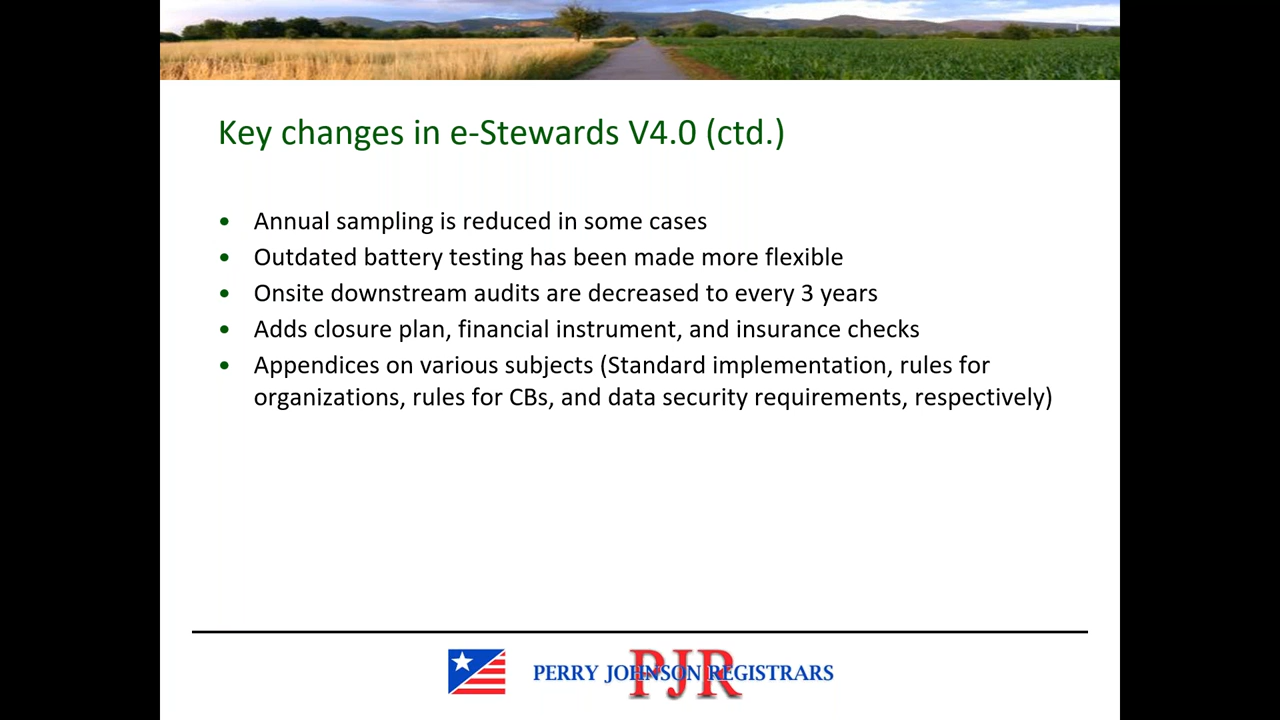 Key changes in e-Stewards V4.0 (ctd.)
• Annual sampling is reduced in some cases
• Outdated battery testing has been made more flexible
• Onsite downstream audits are decreased to every 3 years
• Adds closure plan, financial instrument, and insurance checks
• Appendices on various subjects (Standard implementation, rules for
organizations, rules for CBs, and data security requirements, respectively)
PJR
PERRY JOHNSON REGISTRARS